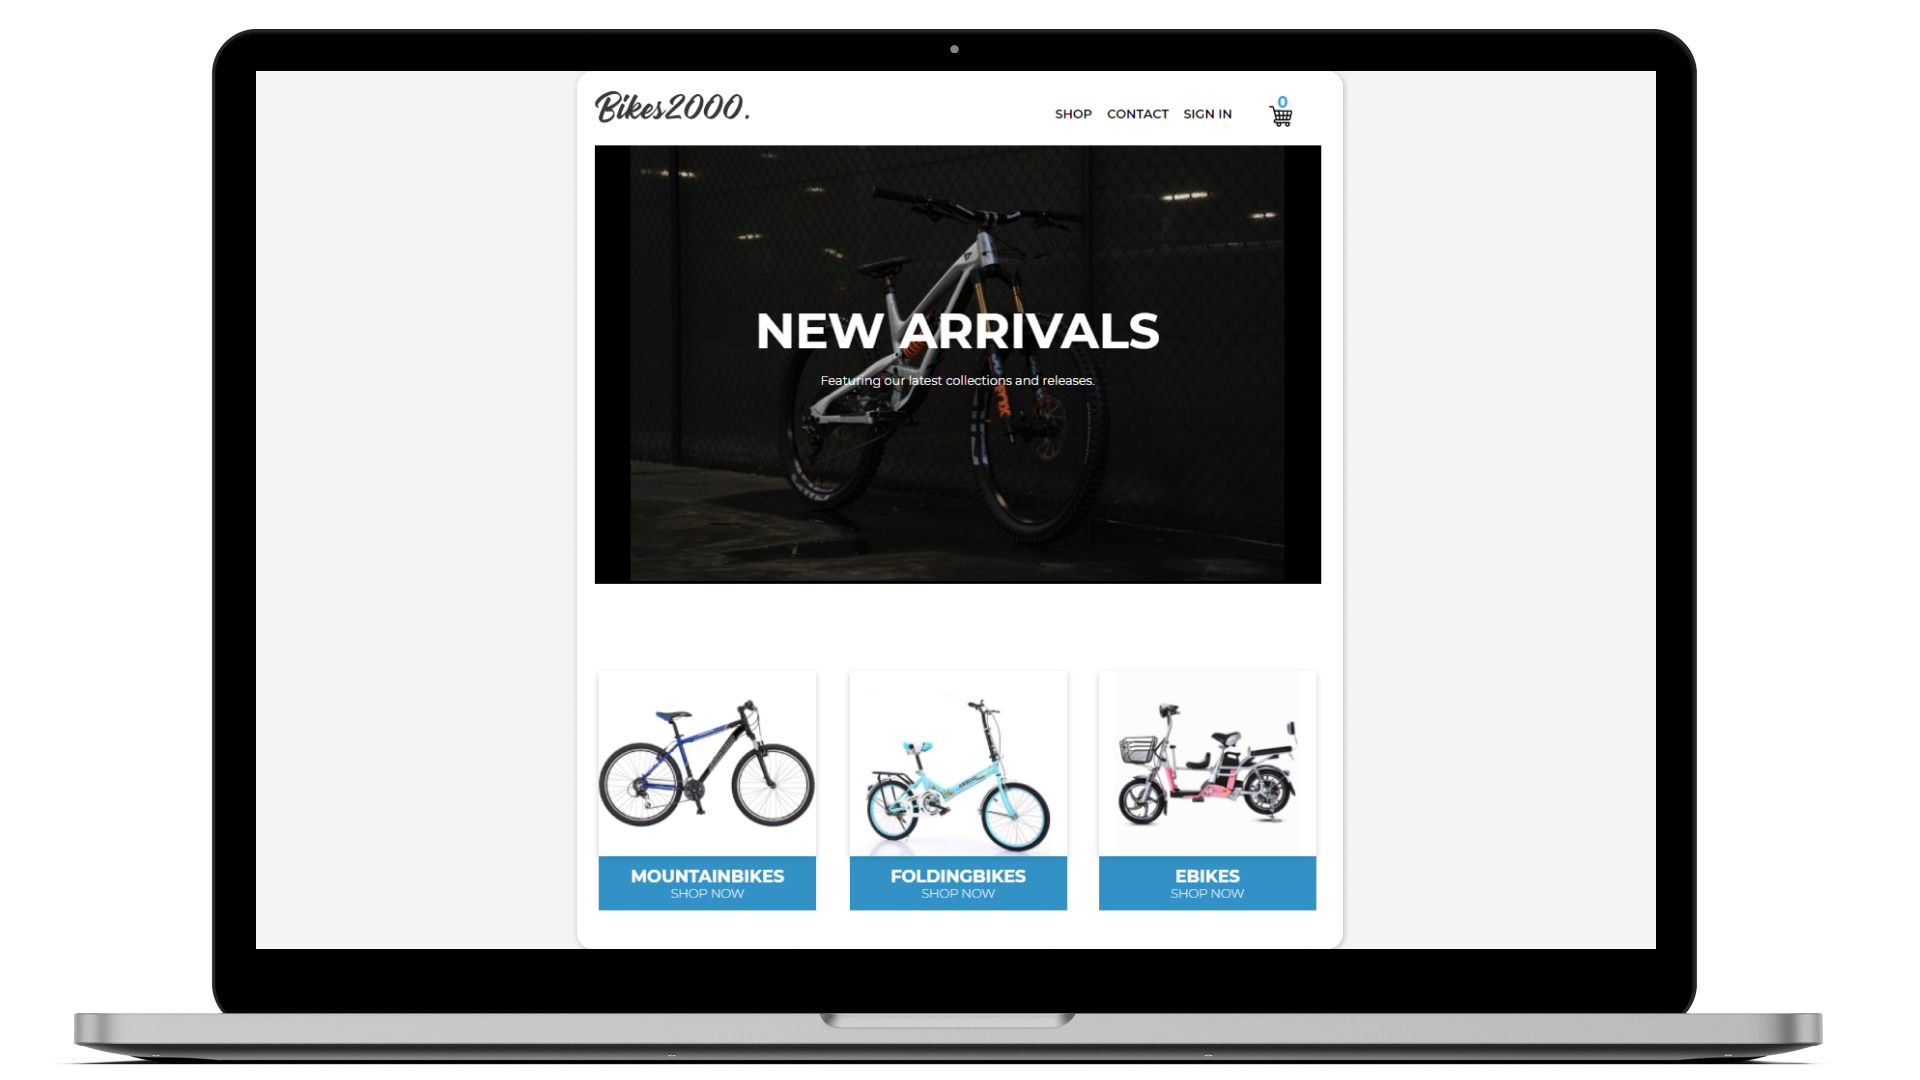 Bikes2000.
SHOP CONTACT SIGN IN
0
NEW ARRIVALS
Featuring our latest collections and releases.
MOUNTAINBIKES
SHOP NOW
FOLDINGBIKES
SHOP NOW
EBIKES
SHOP NOW